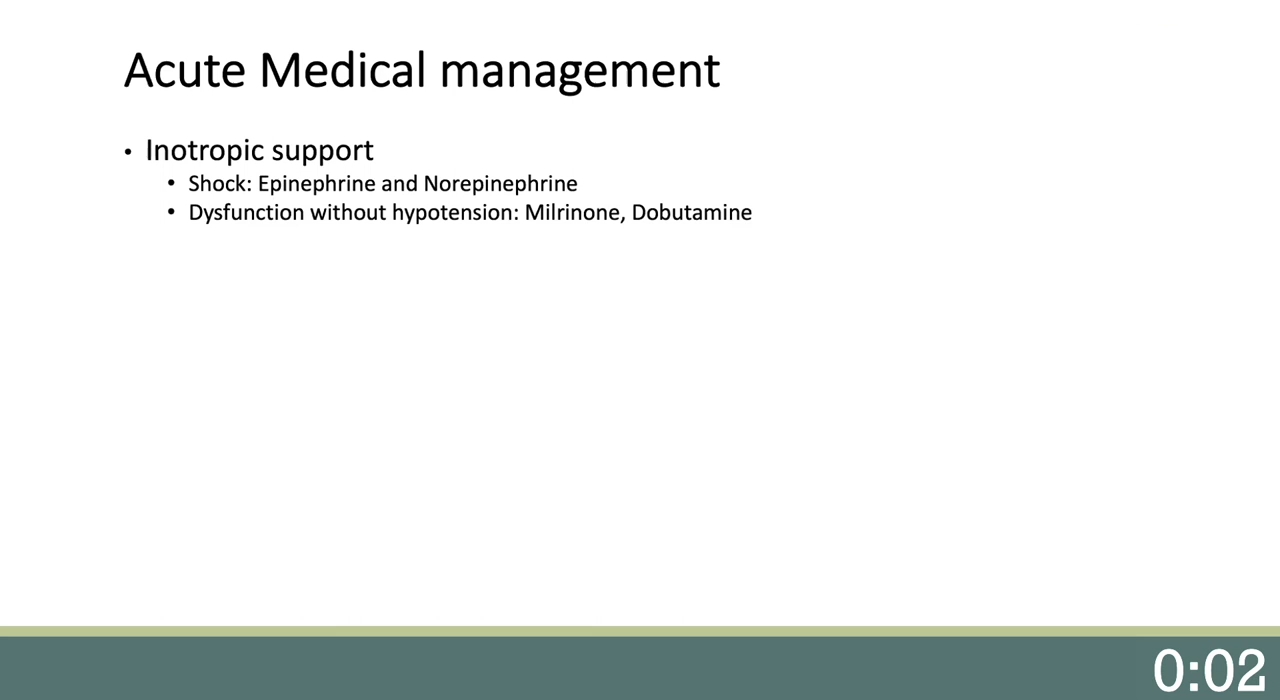 Acute Medical management
• Inotropic support
• Shock: Epinephrine and Norepinephrine
• Dysfunction without hypotension: Milrinone, Dobutamine
0:02